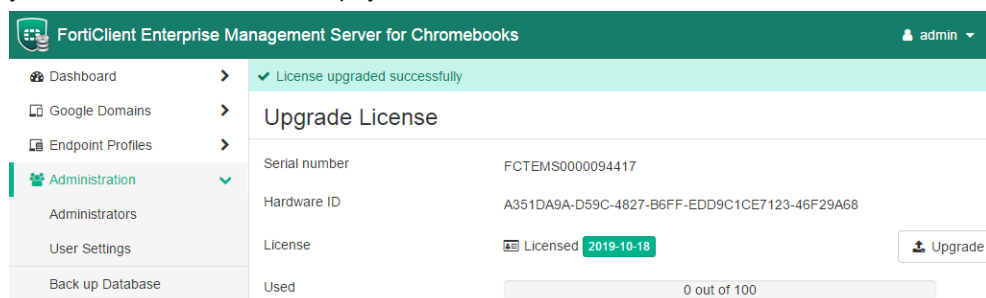 FortiClient Enterprise Management Server for Chromebooks
admin
Dashboard
License upgraded successfully
Google Domains
Upgrade License
Endpoint Profiles
Serial number
FCTEMS0000094417
Administration
Hardware ID
A351DA9A-D59C-4827-B6FF-EDD9C1CE7123-46F29A68
Administrators
User Settings
License
Licensed 2019-10-18
Upgrade
Back up Database
Used
0 out of 100